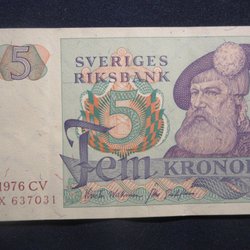 5 SVERIGES
RIKSBANK
5
Fem KRONOR
1976 CV
X 637031